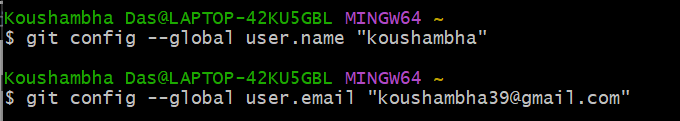 Koushambha Das@LAPTOP-42KU5GBL MINGW64 ~
$ git config --global user.name "koushambha"
Koushambha Das@LAPTOP-42KU5GBL MINGW64 ~
$ git config --global user.email "koushambha39@gmail.com"